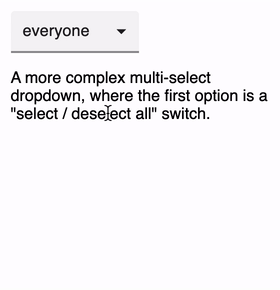 everyone
A more complex multi-select
dropdown, where the first option is a
"select / deselect all" switch.